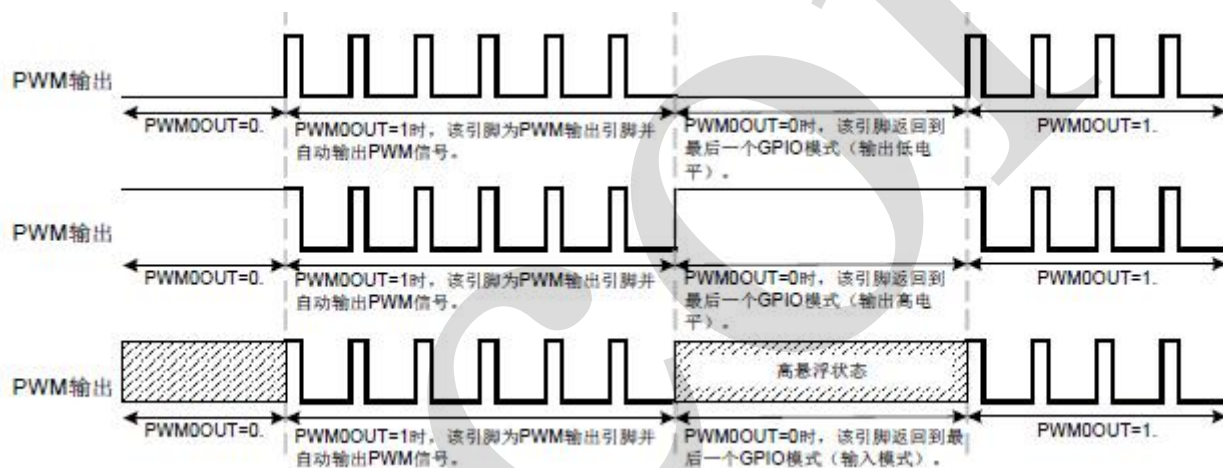 PWM输出
PWM0OUT=0.
PWM0OUT=1时，该引脚为PWM输出引脚并
自动输出PWM信号。
PWM0OUT=0时，该引脚返回到
最后一个GPIO模式（输出低电
平）。
PWM0OUT=1.
PWM输出
PWM0OUT=0.
PWM0OUT=1时，该引脚为PWM输出引脚并
自动输出PWM信号。
PWM0OUT=0时，该引脚返回到
最后一个GPIO模式（输出高电
平）。
PWM0OUT=1.
PWM输出
高悬浮状态
PWM0OUT=0.
PWM0OUT=1时，该引脚为PWM输出引脚并
自动输出PWM信号。
PWM0OUT=0时，该引脚返回到最
后一个GPIO模式（输入模式）。
PWM0OUT=1.